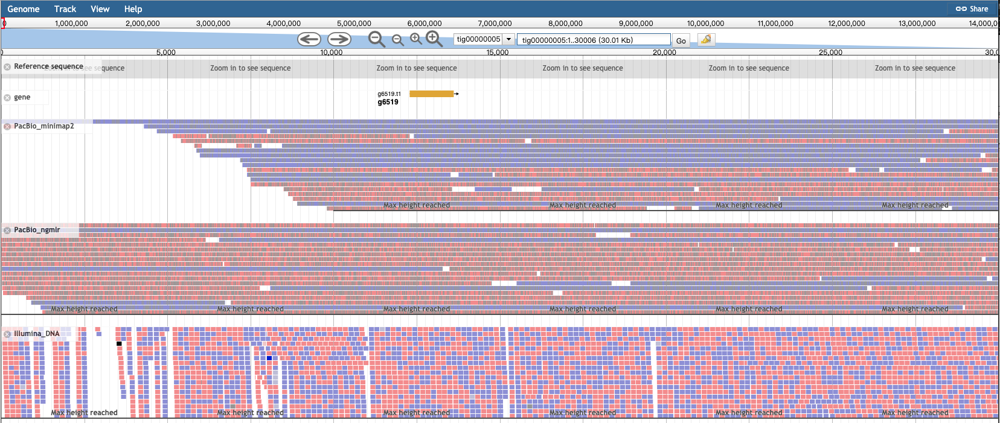 Genome Track View Help Share
0 1,000,000 2,000,000 3,000,000 4,000,000 5,000,000 6,000,000 7,000,000 8,000,000 9,000,000 10,000,000 11,000,000 12,000,000 13,000,000 14,000,0
tig00000005 tig00000005:1..30006 (30.01 Kb) Go
0 5,000 10,000 15,000 20,000 25,000 30,0
Reference sequence Zoom in to see sequence Zoom in to see sequence Zoom in to see sequence Zoom in to see sequence Zoom in to see sequence Zoom in to see sequence
g6519.t1
gene
g6519
PacBio_minimap2
Max height reached Max height reached Max height reached Max height reached
PacBio_ngmlr
Max height reached Max height reached Max height reached Max height reached Max height reached Max height reached
Illumina_DNA
Max height reached Max height reached Max height reached Max height reached Max height reached Max height reached